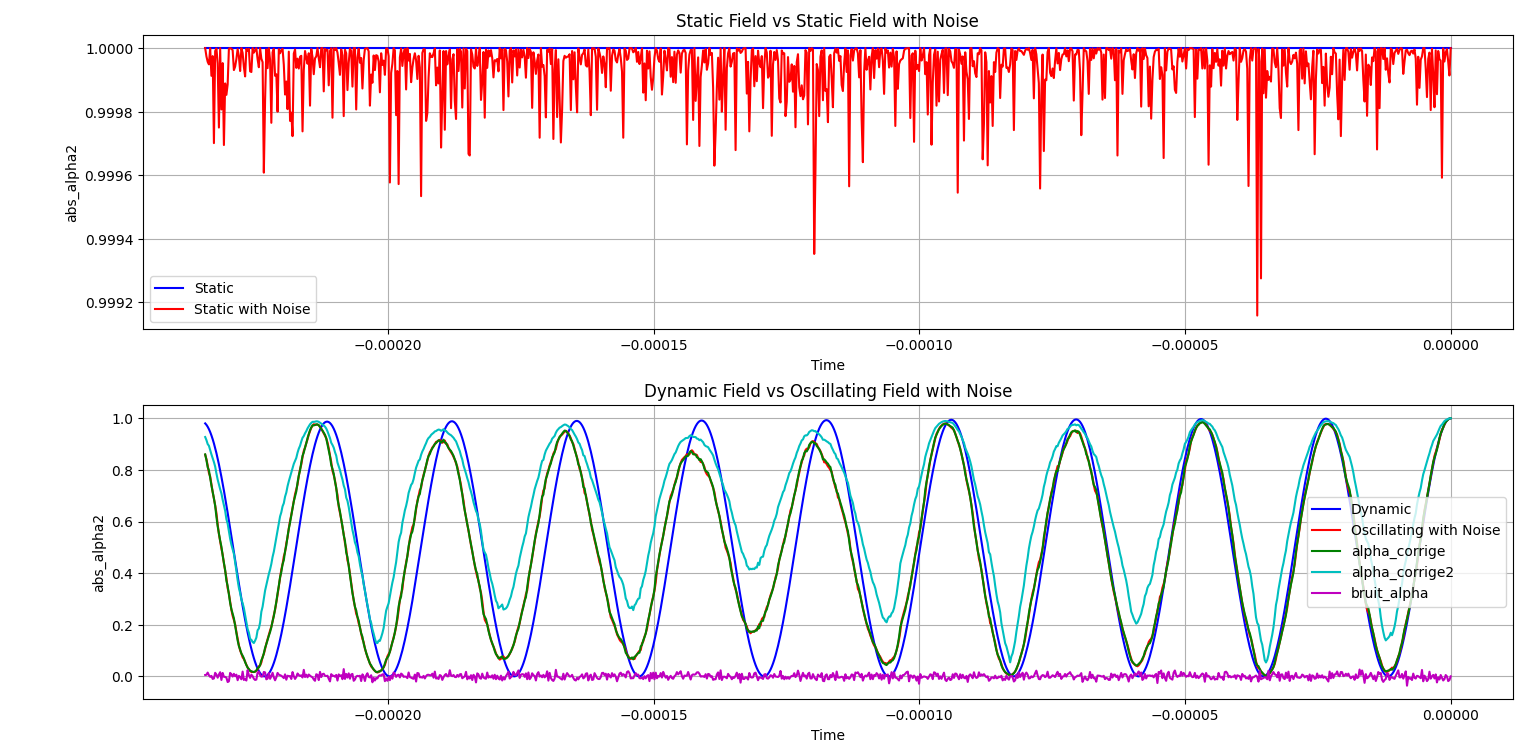 Static Field vs Static Field with Noise
1.0000
0.9998
0.9996
0.9994
0.9992
abs_alpha2
Static
Static with Noise
−0.00020 −0.00015 −0.00010 −0.00005 0.00000
Time
Dynamic Field vs Oscillating Field with Noise
1.0
0.8
0.6
0.4
0.2
0.0
abs_alpha2
Dynamic
Oscillating with Noise
alpha_corrige
alpha_corrige2
bruit_alpha
−0.00020 −0.00015 −0.00010 −0.00005 0.00000
Time